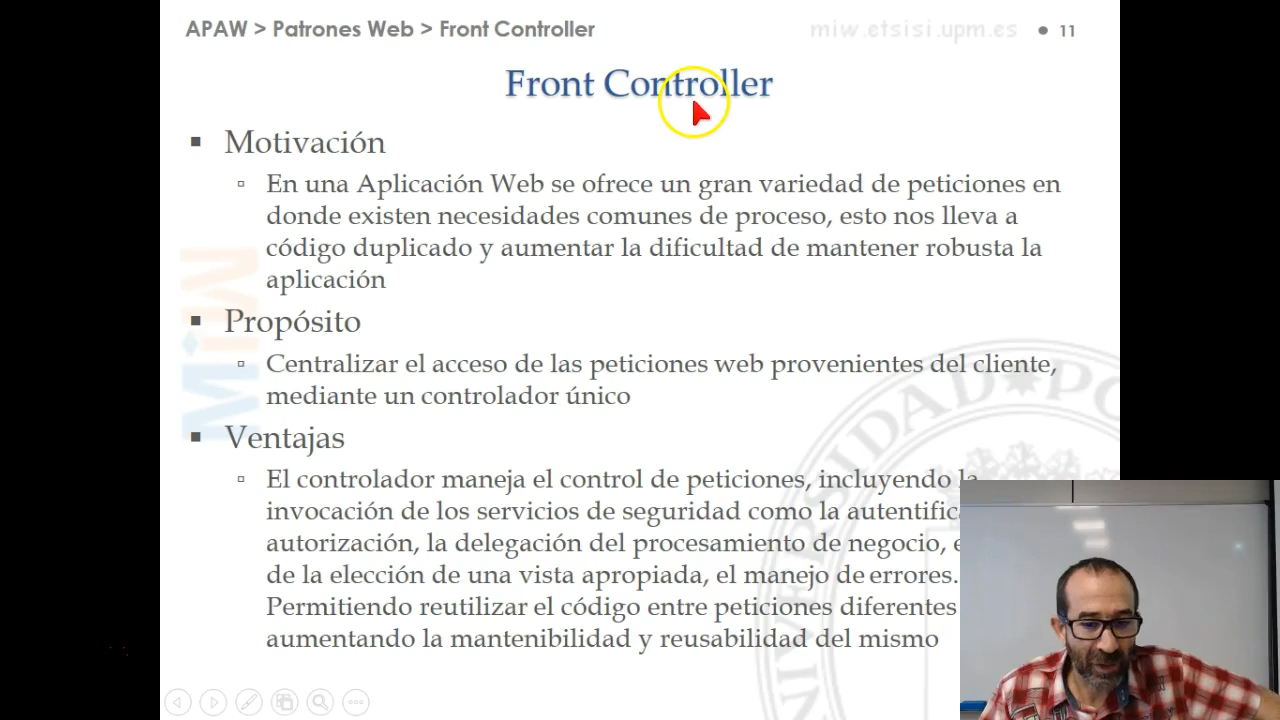 APAW > Patrones Web > Front Controller
miw.etsisi.upm.es
11
Front Controller
Motivación
En una Aplicación Web se ofrece un gran variedad de peticiones en
donde existen necesidades comunes de proceso, esto nos lleva a
código duplicado y aumentar la dificultad de mantener robusta la
aplicación
Propósito
Centralizar el acceso de las peticiones web provenientes del cliente,
mediante un controlador único
Ventajas
El controlador maneja el control de peticiones, incluyendo la
invocación de los servicios de seguridad como la
autorización, la delegación del procesamiento de negocio,
de la elección de una vista apropiada, el manejo de errores.
Permitiendo reutilizar el código entre peticiones diferentes
aumentando la mantenibilidad y reusabilidad del mismo
MiW